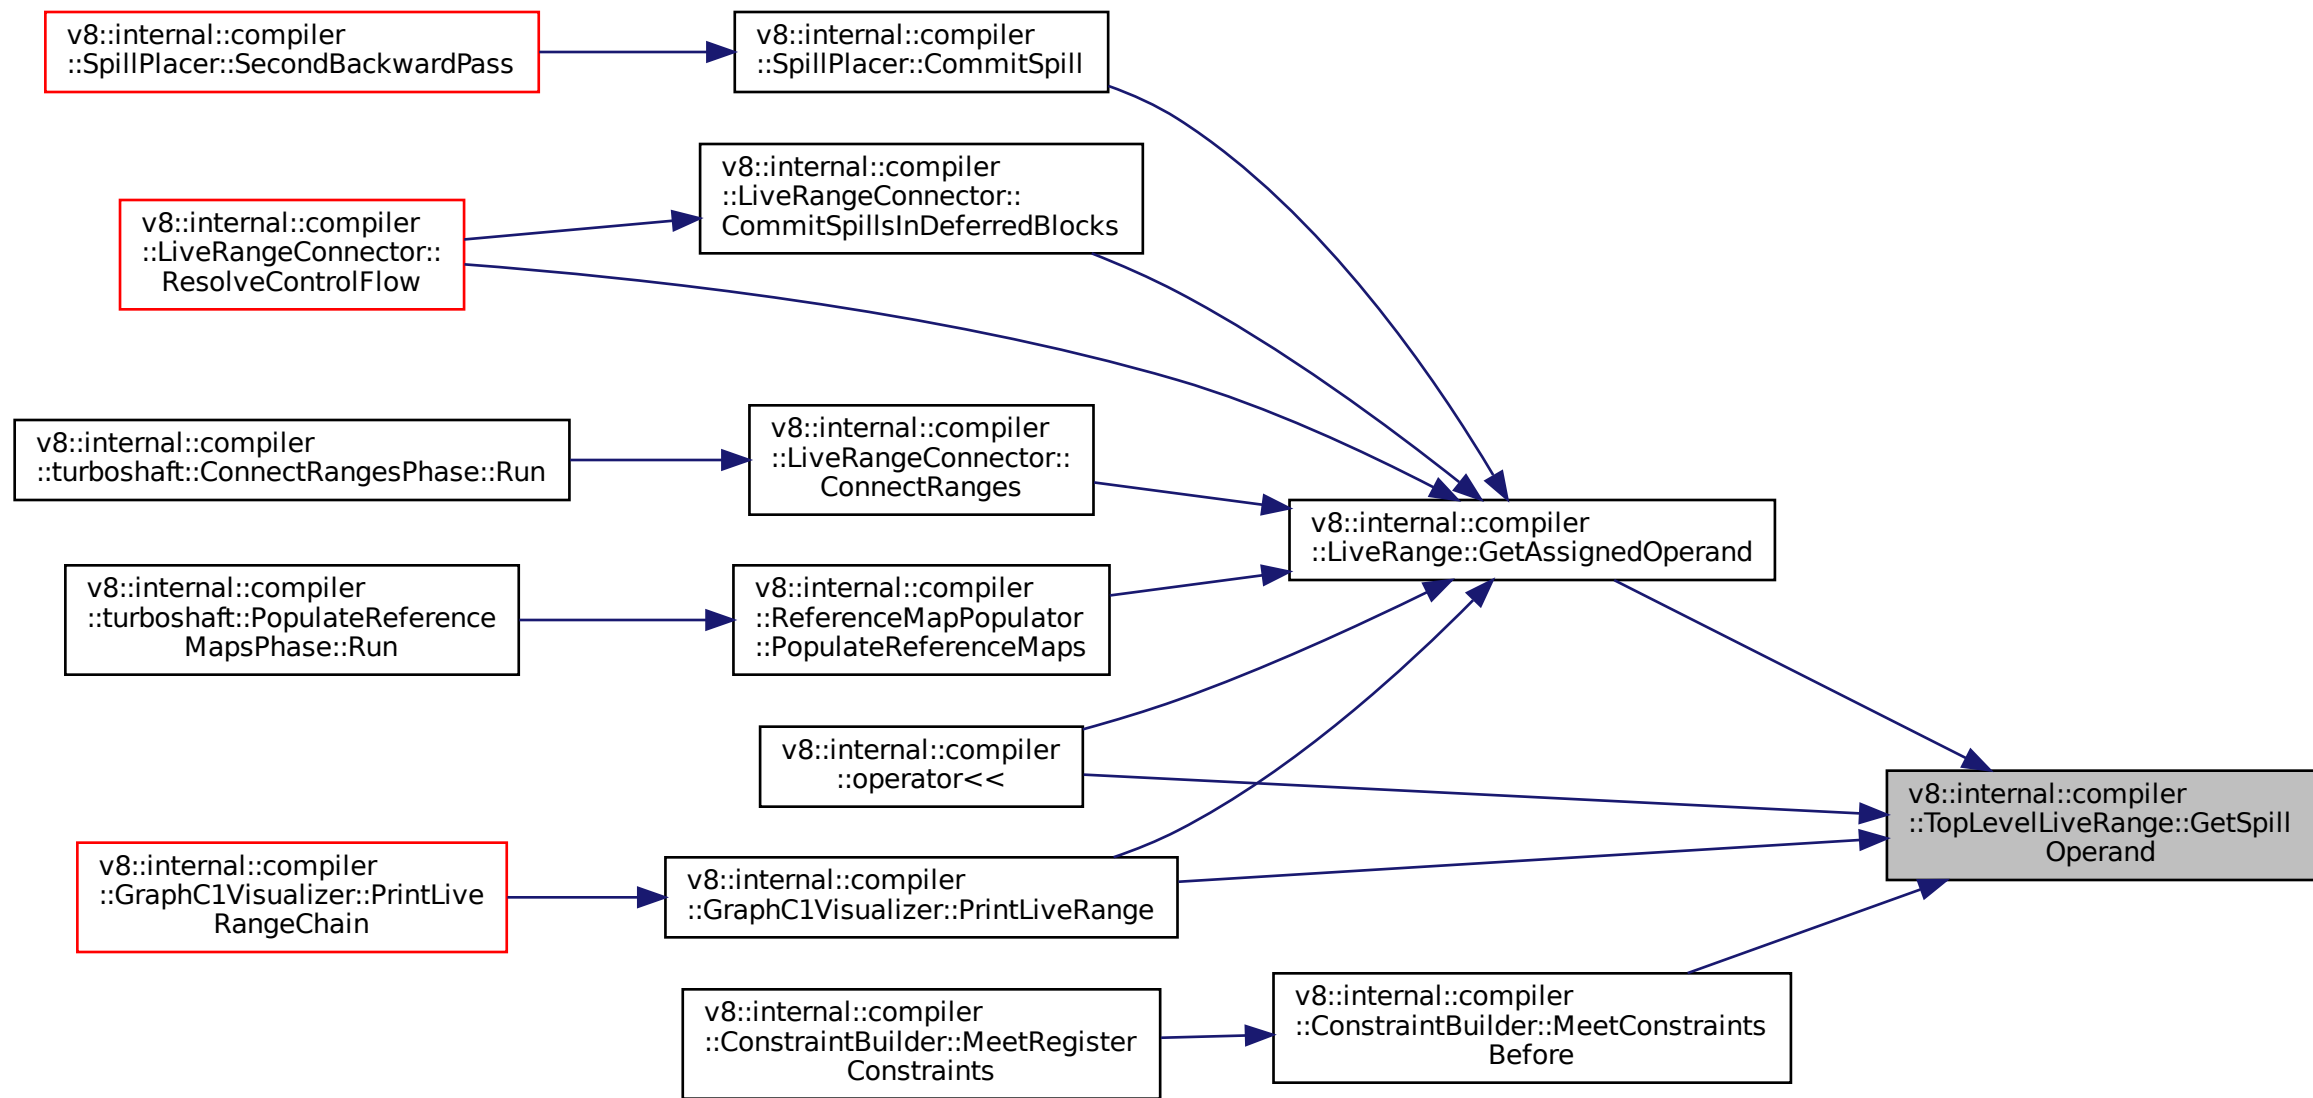 v8::internal::compiler
::SpillPlacer::SecondBackwardPass
v8::internal::compiler
::SpillPlacer::CommitSpill
v8::internal::compiler
::LiveRangeConnector::
CommitSpillsInDeferredBlocks
v8::internal::compiler
::LiveRangeConnector::
ResolveControlFlow
v8::internal::compiler
::turboshaft::ConnectRangesPhase::Run
v8::internal::compiler
::LiveRangeConnector::
ConnectRanges
v8::internal::compiler
::LiveRange::GetAssignedOperand
v8::internal::compiler
::turboshaft::PopulateReference
MapsPhase::Run
v8::internal::compiler
::ReferenceMapPopulator
::PopulateReferenceMaps
v8::internal::compiler
::operator<<
v8::internal::compiler
::TopLevelLiveRange::GetSpill
Operand
v8::internal::compiler
::GraphC1Visualizer::PrintLive
RangeChain
v8::internal::compiler
::GraphC1Visualizer::PrintLiveRange
v8::internal::compiler
::ConstraintBuilder::MeetRegister
Constraints
v8::internal::compiler
::ConstraintBuilder::MeetConstraints
Before